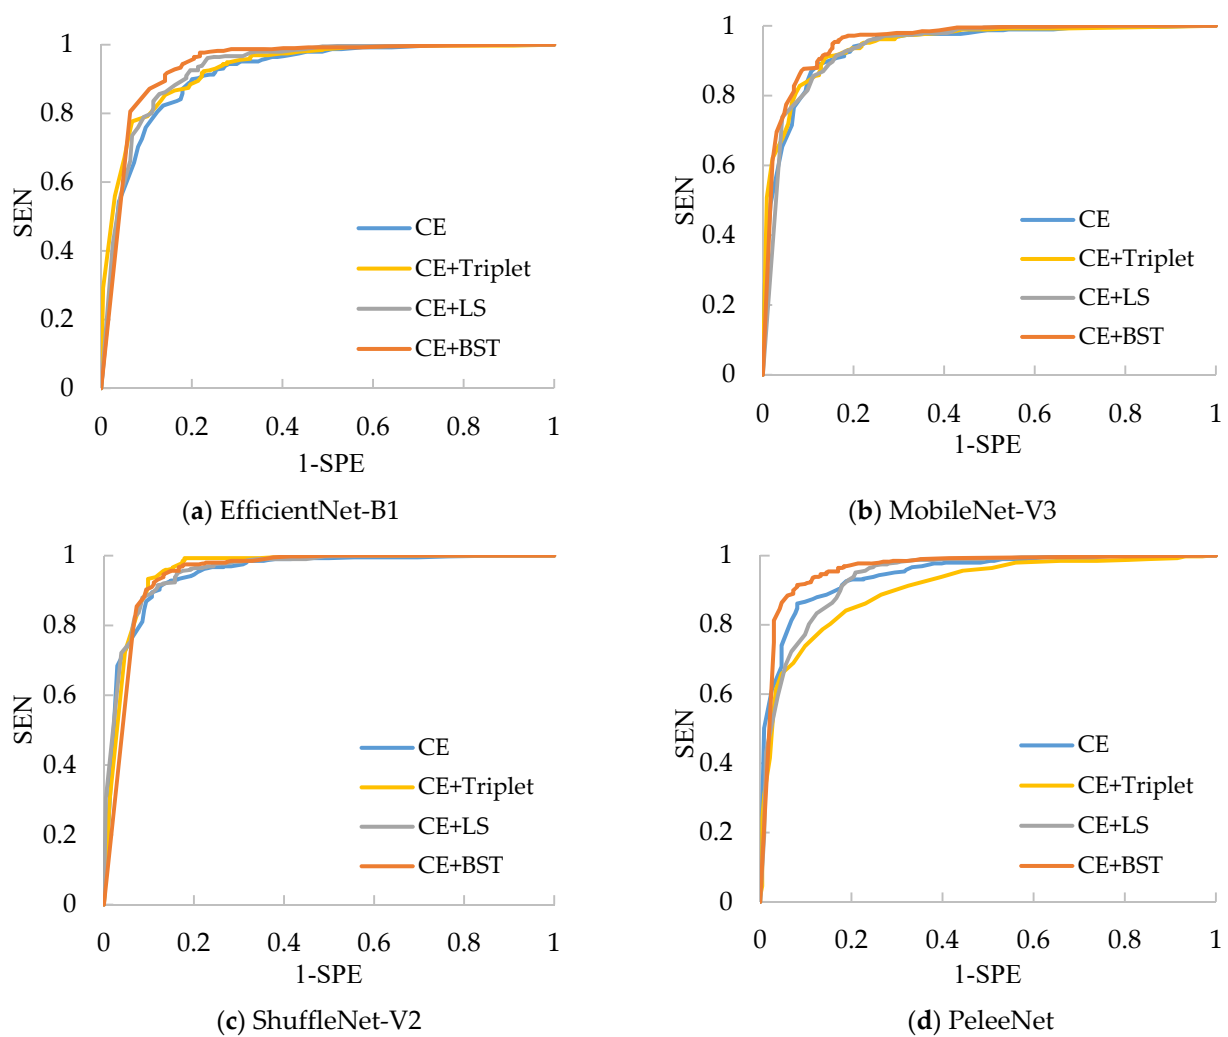 1
0.8
0.6
0.4
0.2
0
SEN
CE
CE+Triplet
CE+LS
CE+BST
0 0.2 0.4 0.6 0.8 1
1-SPE
(a) EfficientNet-B1
1
0.8
0.6
0.4
0.2
0
SEN
CE
CE+Triplet
CE+LS
CE+BST
0 0.2 0.4 0.6 0.8 1
1-SPE
(b) MobileNet-V3
1
0.8
0.6
0.4
0.2
0
SEN
CE
CE+Triplet
CE+LS
CE+BST
0 0.2 0.4 0.6 0.8 1
1-SPE
(c) ShuffleNet-V2
1
0.8
0.6
0.4
0.2
0
SEN
CE
CE+Triplet
CE+LS
CE+BST
0 0.2 0.4 0.6 0.8 1
1-SPE
(d) PeleeNet